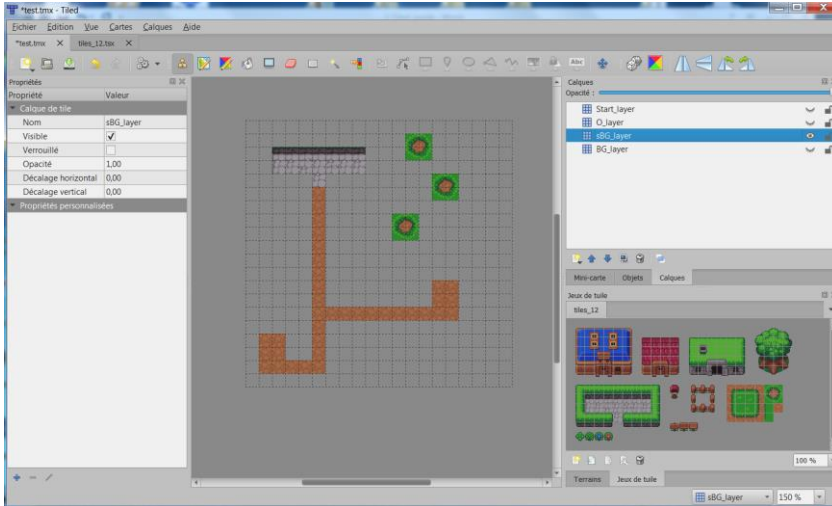 *test.tmx - Tiled
Fichier Edition Vue Cartes Calques Aide
*test.tmx X tiles_12.tsx X
Abc
Propriétés
Propriété Valeur
Calque de tile
Nom sBG_layer
Visible
Verrouillé
Opacité 1,00
Décalage horizontal 0,00
Décalage vertical 0,00
Propriétés personnalisées
Calques
Opacité :
Start_layer
O_layer
sBG_layer
BG_layer
Mini-carte Objets Calques
Jeux de tuile
tiles_12
100 %
Terrains Jeux de tuile
sBG_layer 150 %